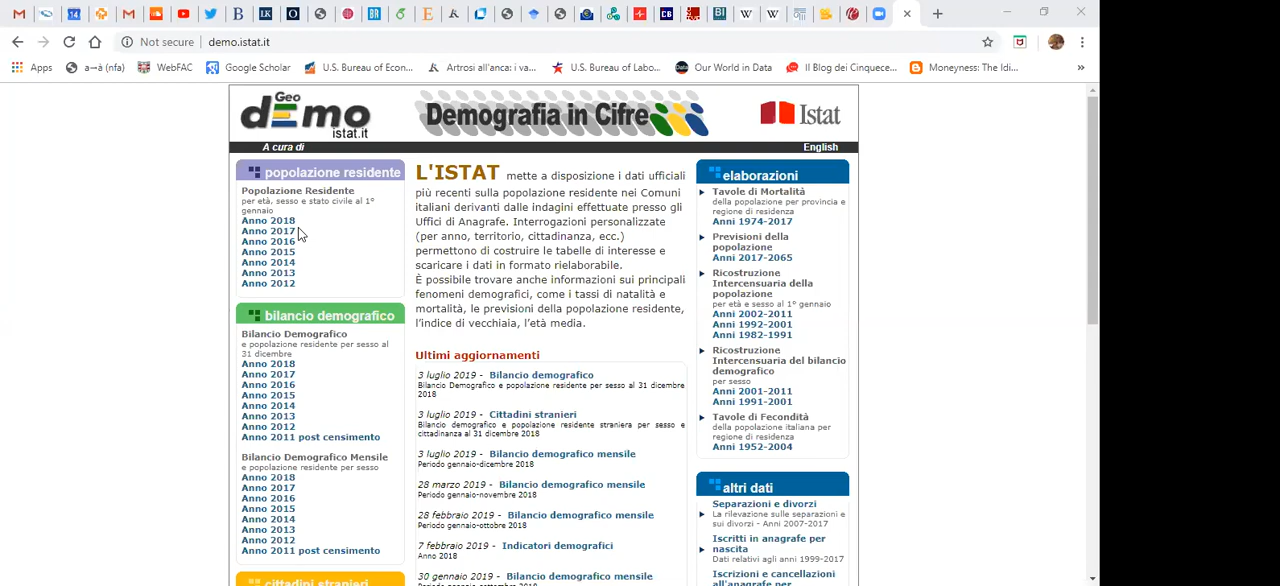 Not secure | demo.istat.it
Apps
a→à (nfa)
WebFAC
Google Scholar
U.S. Bureau of Econ...
Artrosi all'anca: i va...
U.S. Bureau of Labo...
Our World in Data
Il Blog dei Cinquece...
Moneyness: The Idi...
»
Geo
dEmo
istat.it
Demografia in Cifre
Istat
A cura di
English
popolazione residente
Popolazione Residente
per età, sesso e stato civile al 1°
gennaio
Anno 2018
Anno 2017
Anno 2016
Anno 2015
Anno 2014
Anno 2013
Anno 2012
bilancio demografico
Bilancio Demografico
e popolazione residente per sesso al
31 dicembre
Anno 2018
Anno 2017
Anno 2016
Anno 2015
Anno 2014
Anno 2013
Anno 2012
Anno 2011 post censimento
Bilancio Demografico Mensile
e popolazione residente per sesso
Anno 2018
Anno 2017
Anno 2016
Anno 2015
Anno 2014
Anno 2013
Anno 2012
Anno 2011 post censimento
cittadini stranieri
L'ISTAT mette a disposizione i dati ufficiali
più recenti sulla popolazione residente nei Comuni
italiani derivanti dalle indagini effettuate presso gli
Uffici di Anagrafe. Interrogazioni personalizzate
(per anno, territorio, cittadinanza, ecc.)
permettono di costruire le tabelle di interesse e
scaricare i dati in formato rielaborabile.
È possibile trovare anche informazioni sui principali
fenomeni demografici, come i tassi di natalità e
mortalità, le previsioni della popolazione residente,
l'indice di vecchiaia, l'età media.
Ultimi aggiornamenti
3 luglio 2019 - Bilancio demografico
Bilancio Demografico e popolazione residente per sesso al 31 dicembre
2018
3 luglio 2019 - Cittadini stranieri
Bilancio demografico e popolazione residente straniera per sesso e
cittadinanza al 31 dicembre 2018
3 luglio 2019 - Bilancio demografico mensile
Periodo gennaio-dicembre 2018
28 marzo 2019 - Bilancio demografico mensile
Periodo gennaio-novembre 2018
28 febbraio 2019 - Bilancio demografico mensile
Periodo gennaio-ottobre 2018
7 febbraio 2019 - Indicatori demografici
Anno 2018
30 gennaio 2019 - Bilancio demografico mensile
Periodo gennaio-settembre 2018
elaborazioni
Tavole di Mortalità
della popolazione per provincia e
regione di residenza
Anni 1974-2017
Previsioni della
popolazione
Anni 2017-2065
Ricostruzione
Intercensuaria della
popolazione
per età e sesso al 1° gennaio
Anni 2002-2011
Anni 1992-2001
Anni 1982-1991
Ricostruzione
Intercensuaria del bilancio
demografico
per sesso
Anni 2001-2011
Anni 1991-2001
Tavole di Fecondità
della popolazione italiana per
regione di residenza
Anni 1952-2004
altri dati
Separazioni e divorzi
La rilevazione sulle separazioni e
sui divorzi - Anni 2007-2017
Iscritti in anagrafe per
nascita
Dati relativi agli anni 1999-2017
Iscrizioni e cancellazioni
all'anagrafe per